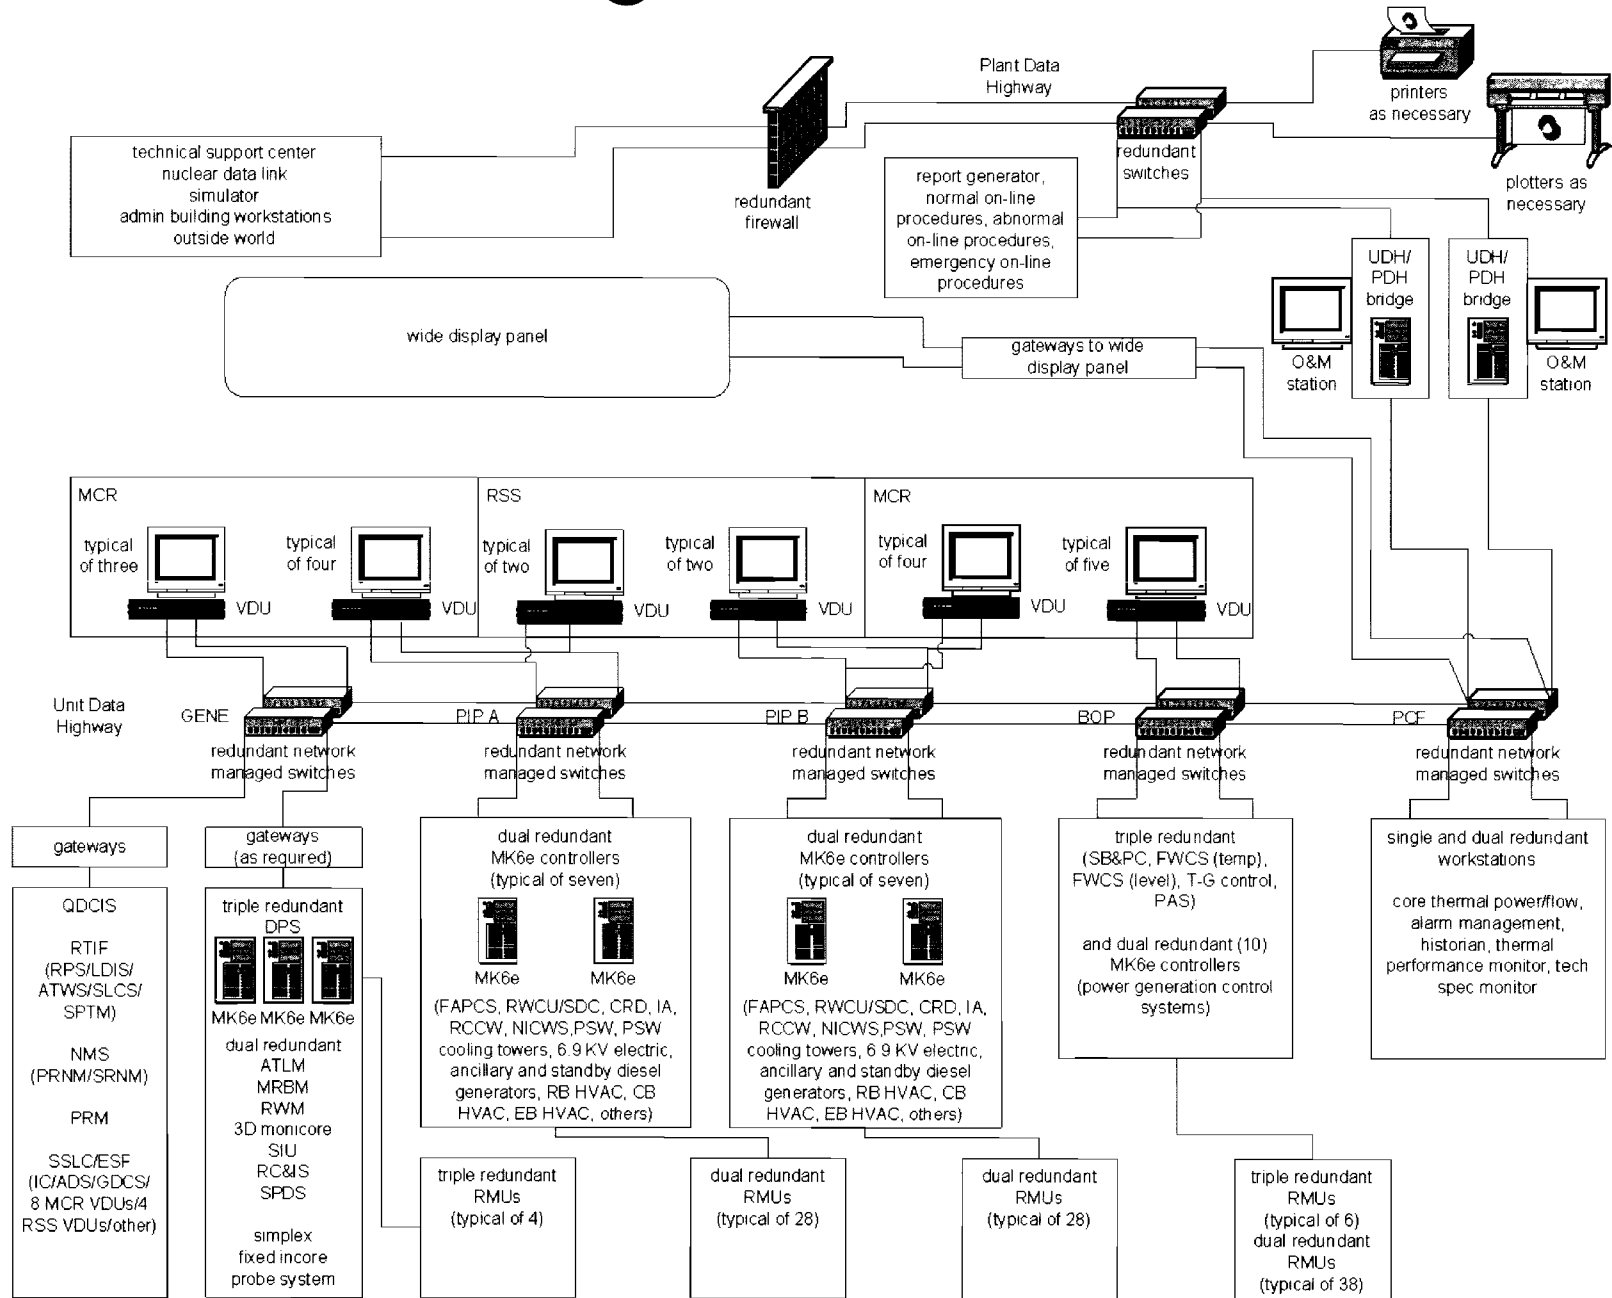 Plant Data
Highway
printers
as necessary
plotters as
necessary
technical support center
nuclear data link
simulator
admin building workstations
outside world
redundant
firewall
redundant
switches
report generator,
normal on-line
procedures, abnormal
on-line procedures,
emergency on-line
procedures
UDH/
PDH
bridge
UDH/
PDH
bridge
O&M
station
O&M
station
wide display panel
gateways to wide
display panel
MCR
typical
of three
VDU
typical
of four
VDU
RSS
typical
of two
VDU
typical
of two
VDU
MCR
typical
of four
VDU
typical
of five
VDU
Unit Data
Highway
GENE
PIP A
PIP B
BOP
PCF
redundant network
managed switches
redundant network
managed switches
redundant network
managed switches
redundant network
managed switches
redundant network
managed switches
gateways
QDCIS
RTIF
(RPS/LDIS/
ATWS/SLCS/
SPTM)
NMS
(PRNM/SRNM)
PRM
SSLC/ESF
(IC/ADS/GDCS/
8 MCR VDUs/4
RSS VDUs/other)
gateways
(as required)
triple redundant
DPS
MK6e MK6e MK6e
dual redundant
ATLM
MRBM
RWM
3D monicore
SIU
RC&IS
SPDS
simplex
fixed incore
probe system
dual redundant
MK6e controllers
(typical of seven)
MK6e
MK6e
(FAPCS, RWCU/SDC, CRD, IA,
RCCW, NICWS,PSW, PSW
cooling towers, 6.9 KV electric,
ancillary and standby diesel
generators, RB HVAC, CB
HVAC, EB HVAC, others)
dual redundant
MK6e controllers
(typical of seven)
MK6e
MK6e
(FAPCS, RWCU/SDC, CRD, IA,
RCCW, NICWS,PSW, PSW
cooling towers, 6 9 KV electric,
ancillary and standby diesel
generators, RB HVAC, CB
HVAC, EB HVAC, others)
triple redundant
(SB&PC, FWCS (temp),
FWCS (level), T-G control,
PAS)
and dual redundant (10)
MK6e controllers
(power generation control
systems)
single and dual redundant
workstations
core thermal power/flow,
alarm management,
historian, thermal
performance monitor, tech
spec monitor
triple redundant
RMUs
(typical of 4)
dual redundant
RMUs
(typical of 28)
dual redundant
RMUs
(typical of 28)
triple redundant
RMUs
(typical of 6)
dual redundant
RMUs
(typical of 38)